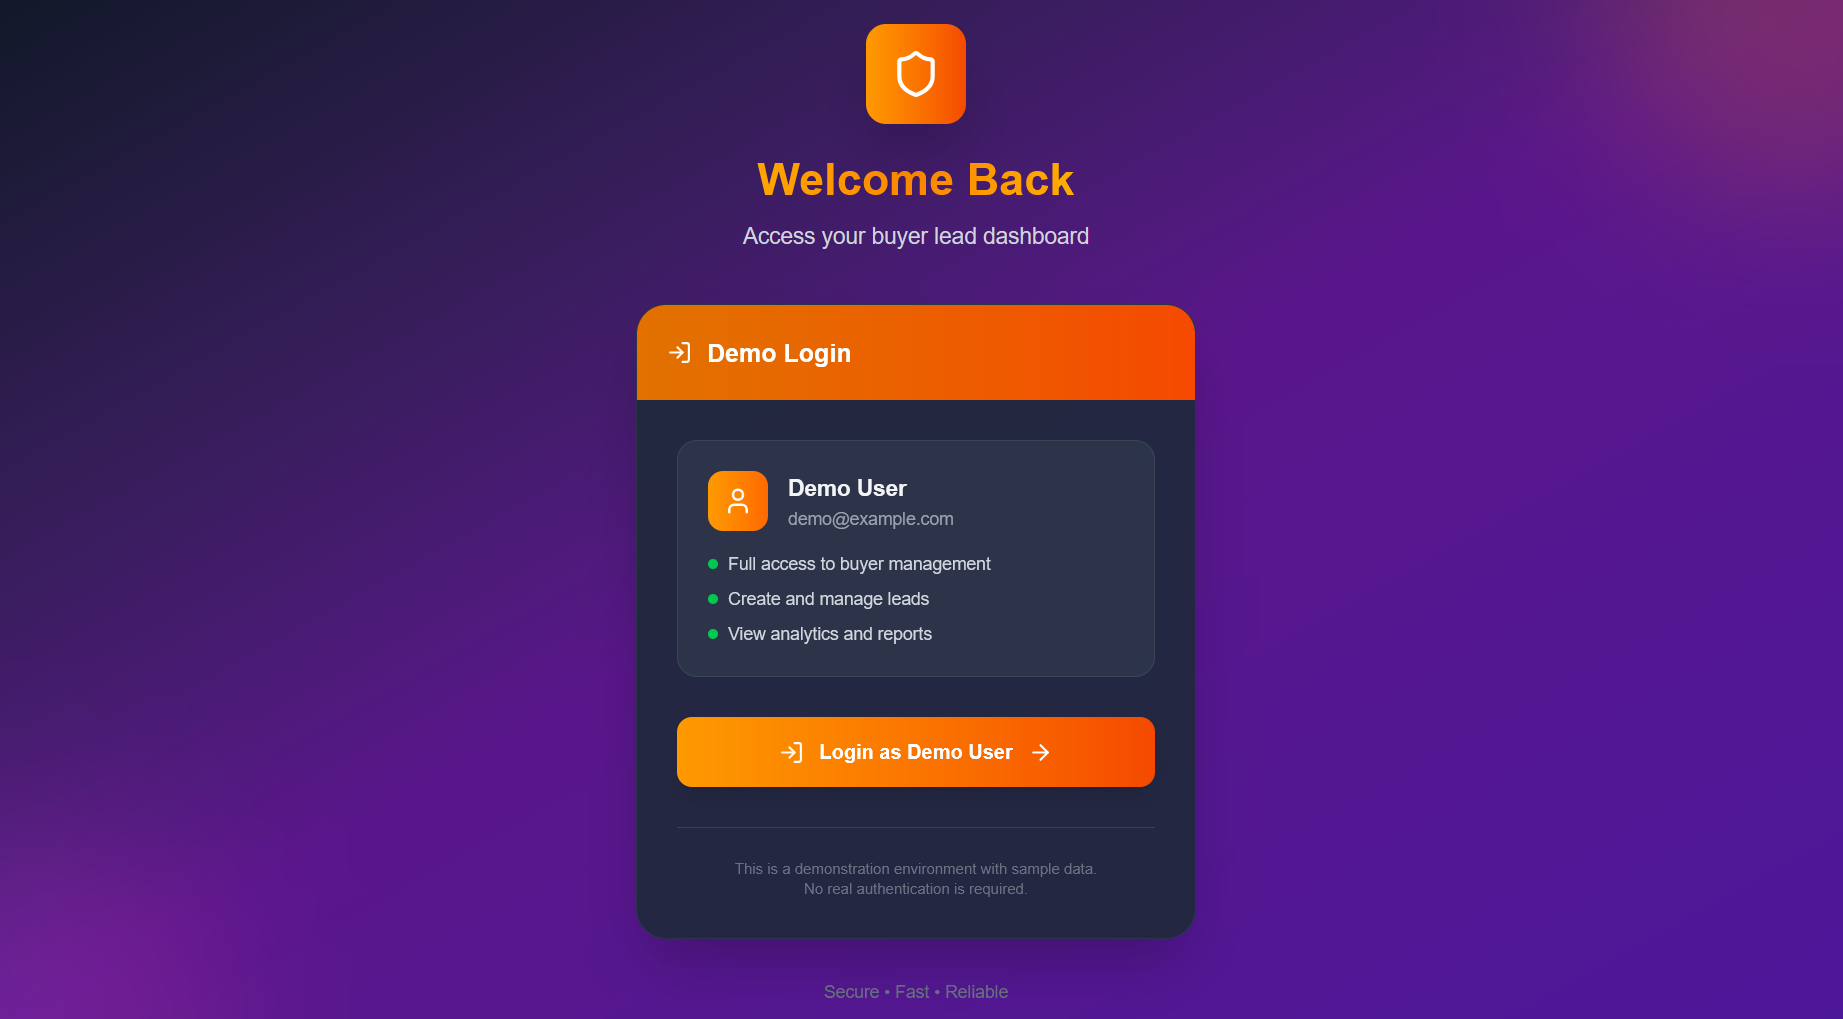 Welcome Back
Access your buyer lead dashboard
Demo Login
Demo User
demo@example.com
Full access to buyer management
Create and manage leads
View analytics and reports
Login as Demo User
This is a demonstration environment with sample data.
No real authentication is required.
Secure • Fast • Reliable